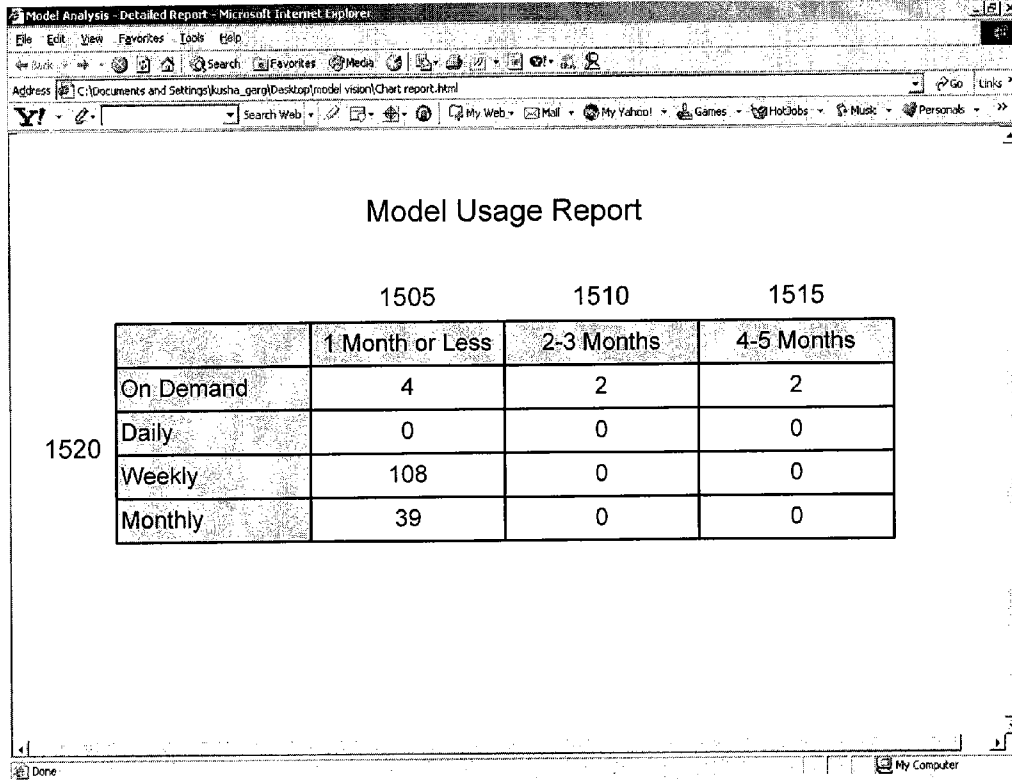 Model Analysis - Detailed Report - Microsoft Internet Explorer
File Edit View Favorites Tools Help
Back Search Favorites Media
Address C:\Documents and Settings\kusha_garg\Desktop\model vision\Chart report.html Go Links »
Y! Search Web My Web Mail My Yahoo! Games HotJobs Music Personals »
Model Usage Report
1505 1510 1515
1 Month or Less 2-3 Months 4-5 Months
On Demand 4 2 2
Daily 0 0 0
1520
Weekly 108 0 0
Monthly 39 0 0
Done My Computer